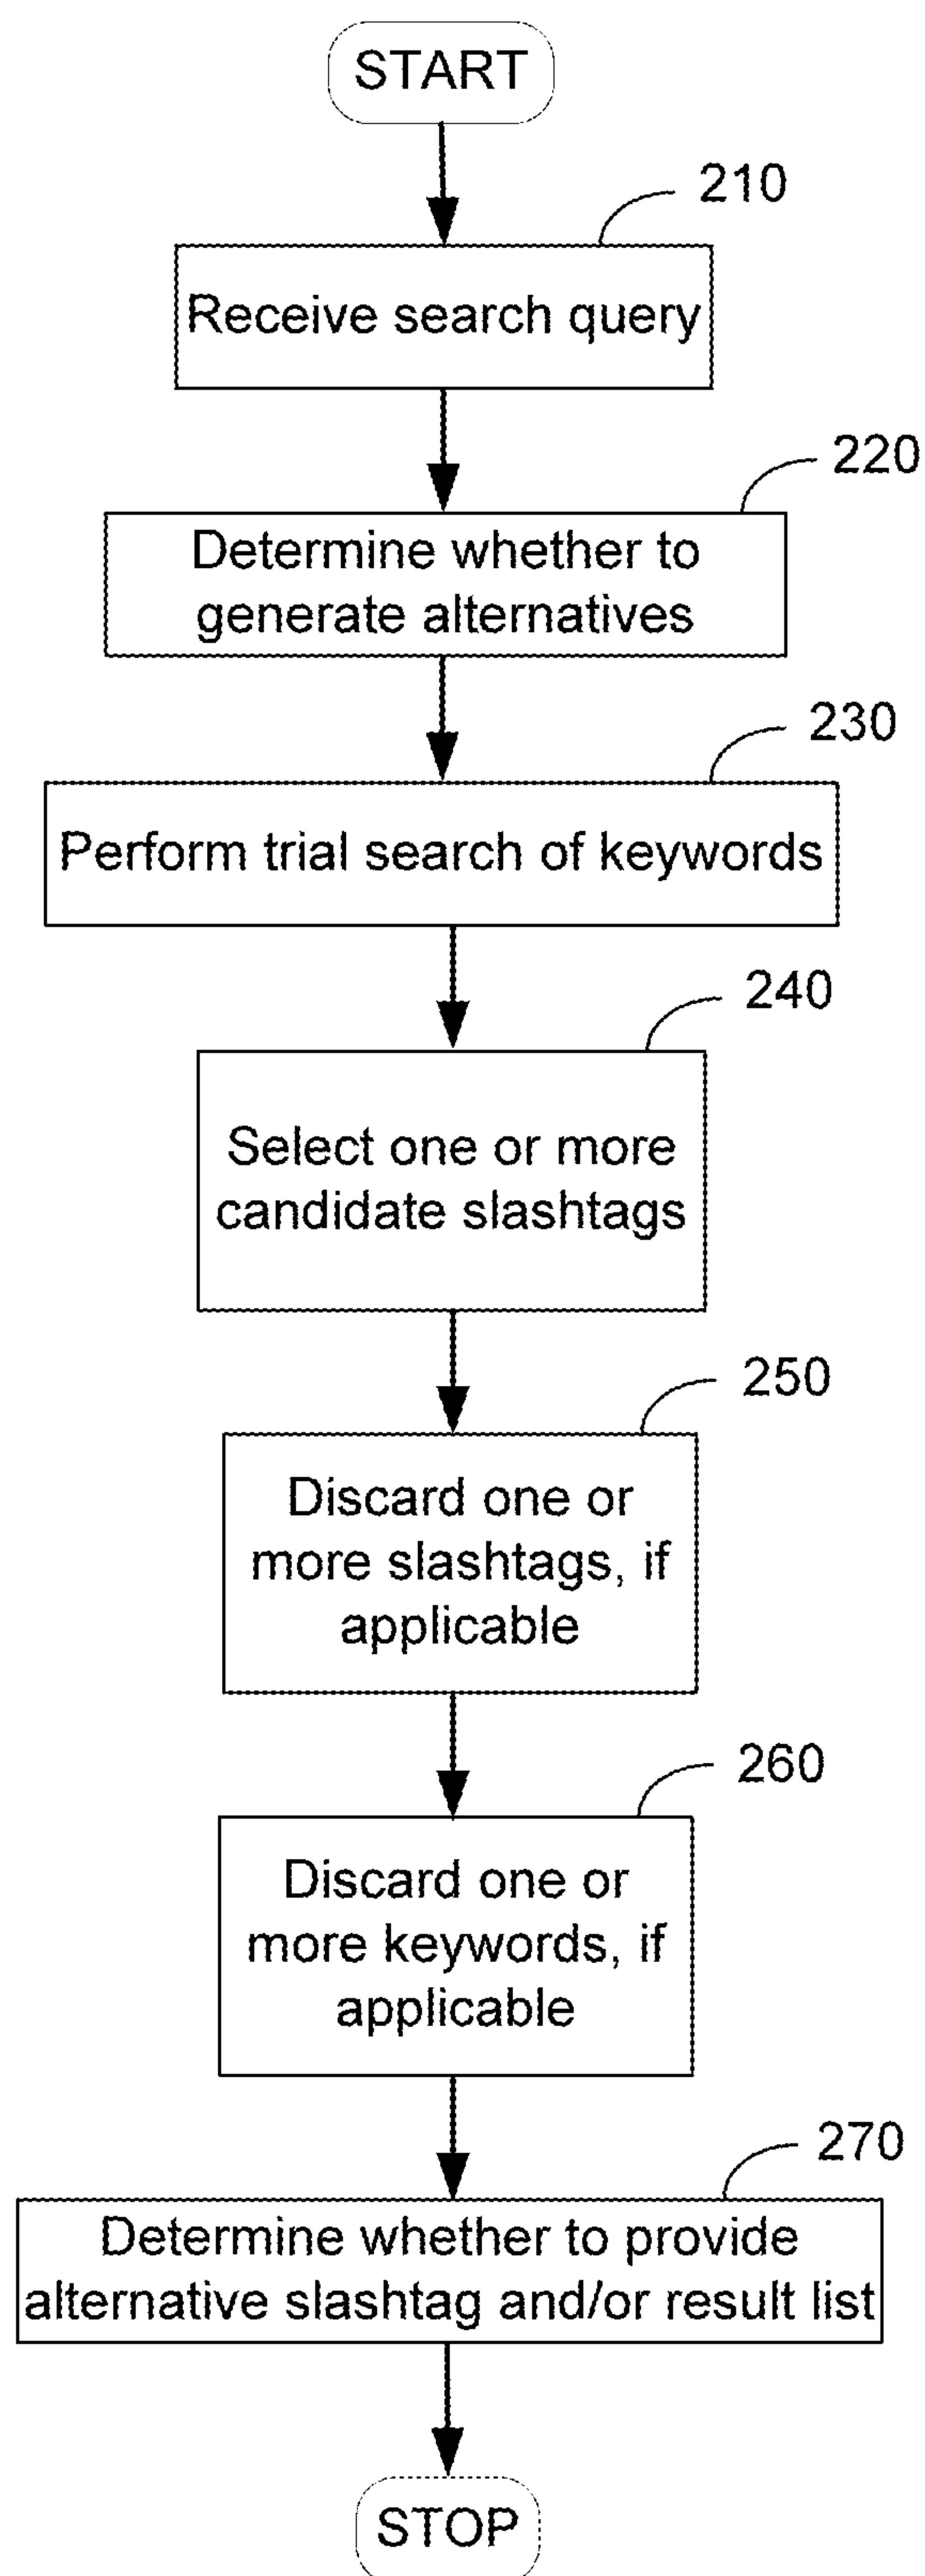 START
210
Receive search query
220
Determine whether to
generate alternatives
230
Perform trial search of keywords
240
Select one or more
candidate slashtags
250
Discard one or
more slashtags, if
applicable
260
Discard one or
more keywords, if
applicable
270
Determine whether to provide
alternative slashtag and/or result list
STOP